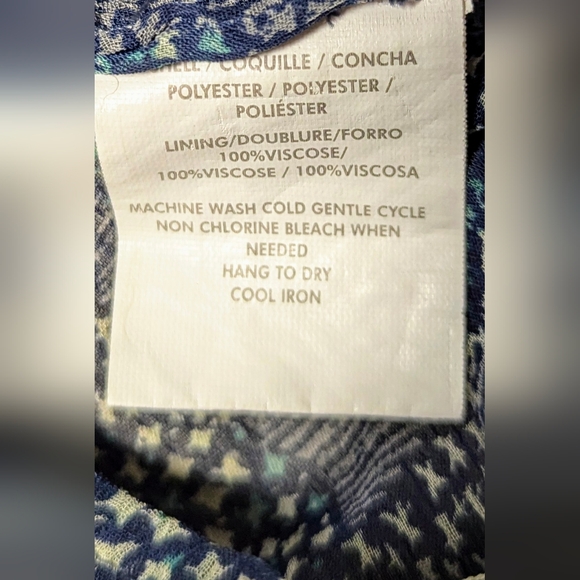 SHELL / COQUILLE / CONCHA
POLYESTER / POLYESTER /
POLIÉSTER
LINING/DOUBLURE/FORRO
100%VISCOSE/
100%VISCOSE / 100%VISCOSA
MACHINE WASH COLD GENTLE CYCLE
NON CHLORINE BLEACH WHEN
NEEDED
HANG TO DRY
COOL IRON